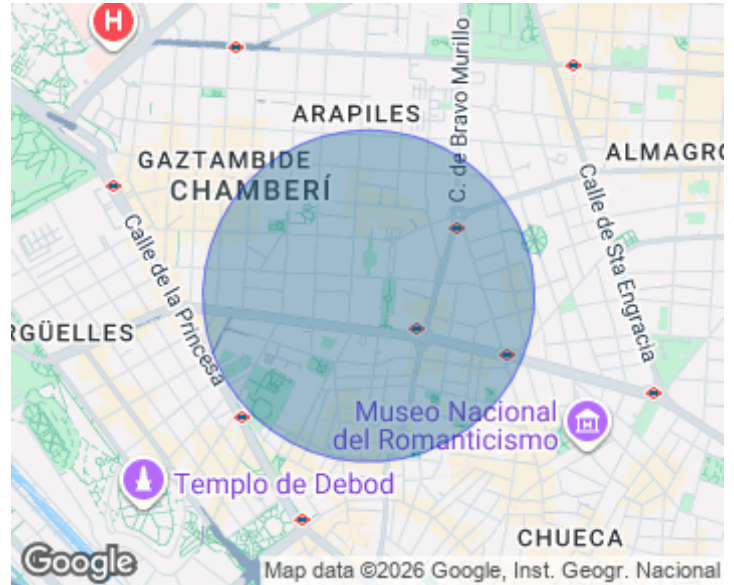 H
ARAPILES
C. de Bravo Murillo
GAZTAMBIDE
CHAMBERÍ
ALMAGRO
Calle de Sta Engracia
Calle de la Princesa
RGÜELLES
Museo Nacional
del Romanticismo
Templo de Debod
CHUECA
Google
Map data ©2026 Google, Inst. Geogr. Nacional